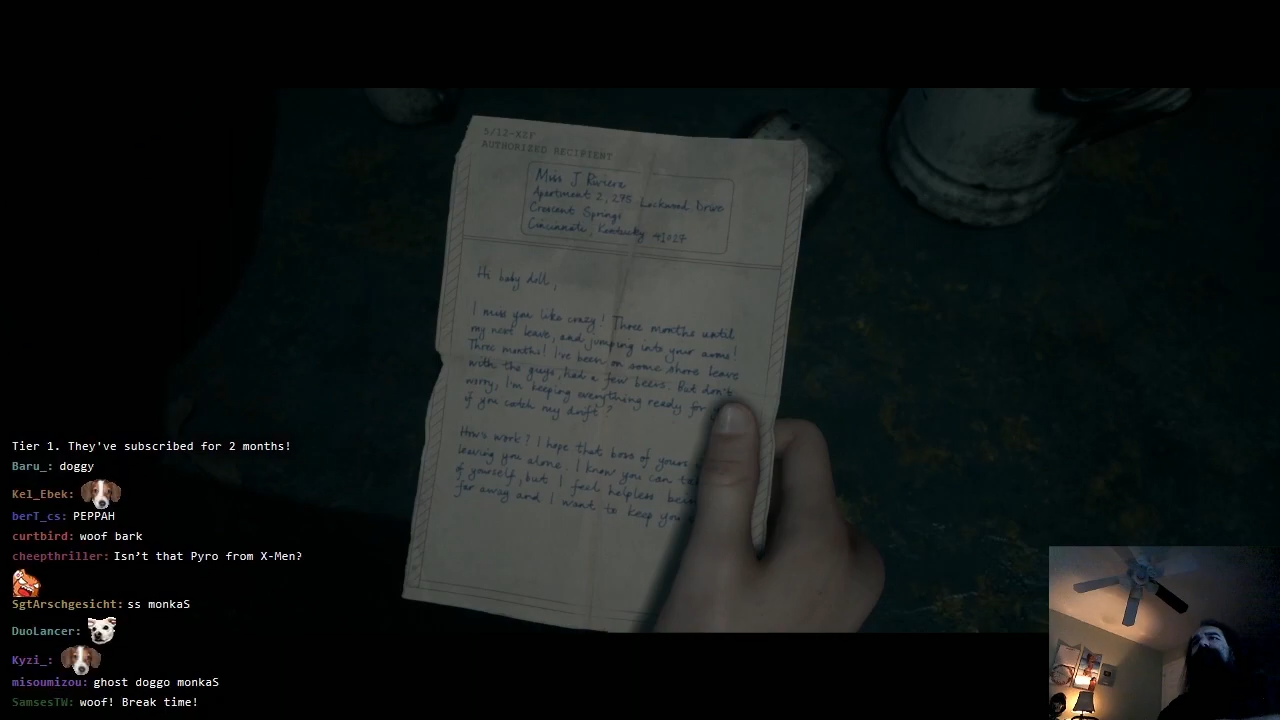 5/12-XZF
AUTHORIZED RECIPIENT
Miss J Riviera
Apartment 2, 275 Lockwood Drive
Crescent Springs
Cincinnati, Kentucky 41017
Hi baby doll,
I miss you like crazy! Three months until
my next leave, and jumping into your arms!
Three months! I've been on some shore leave
with the guys, had a few beers. But don't
worry, I'm keeping everything ready for
if you catch my drift?
How's work? I hope that boss of yours
leaving you alone. I know you can
of yourself, but I feel helpless
far away and I want to keep you
Tier 1. They've subscribed for 2 months!
Baru_: doggy
Kel_Ebek:
berT_cs: PEPPAH
curtbird: woof bark
cheepthriller: Isn't that Pyro from X-Men?
SgtArschgesicht: ss monkaS
DuoLancer:
Kyzi_:
misoumizou: ghost doggo monkaS
SamsesTW: woof! Break time!